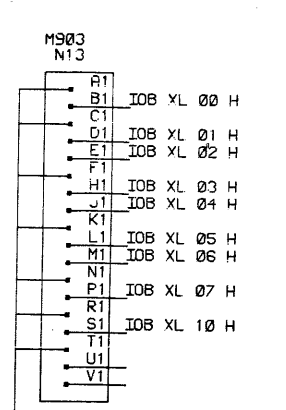 M903
N13
A1
B1 IOB XL 00 H
C1
D1 IOB XL 01 H
E1 IOB XL 02 H
F1
H1 IOB XL 03 H
J1 IOB XL 04 H
K1
L1 IOB XL 05 H
M1 IOB XL 06 H
N1
P1 IOB XL 07 H
R1
S1 IOB XL 10 H
T1
U1
V1